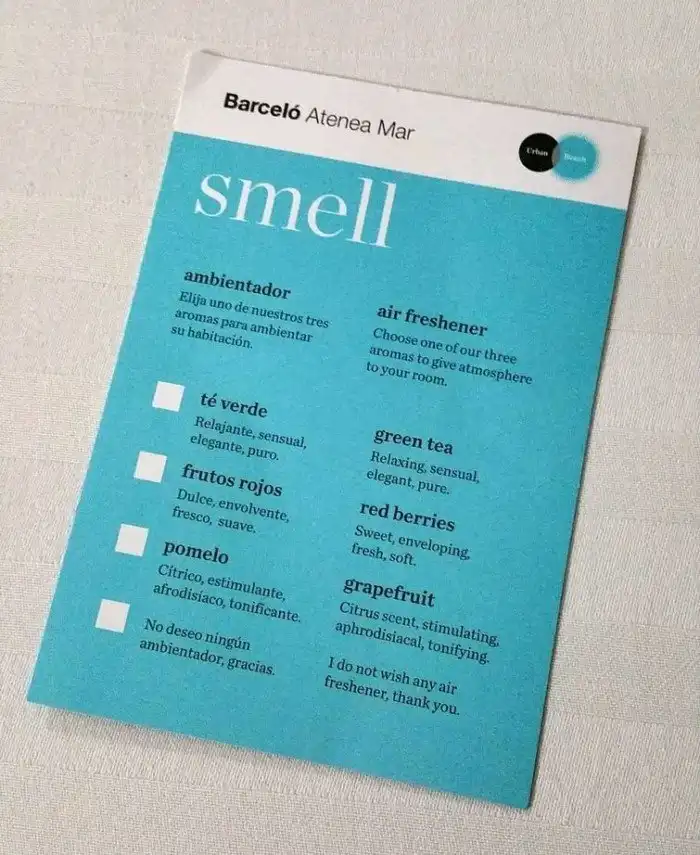 Barceló Atenea Mar
Urban
Beach
smell
ambientador
Elija uno de nuestros tres
aromas para ambientar
su habitación.
air freshener
Choose one of our three
aromas to give atmosphere
to your room.
té verde
Relajante, sensual,
elegante, puro.
green tea
Relaxing, sensual,
elegant, pure.
frutos rojos
Dulce, envolvente,
fresco, suave.
red berries
Sweet, enveloping,
fresh, soft.
pomelo
Cítrico, estimulante,
afrodisíaco, tonificante.
grapefruit
Citrus scent, stimulating,
aphrodisiacal, tonifying.
No deseo ningún
ambientador, gracias.
I do not wish any air
freshener, thank you.